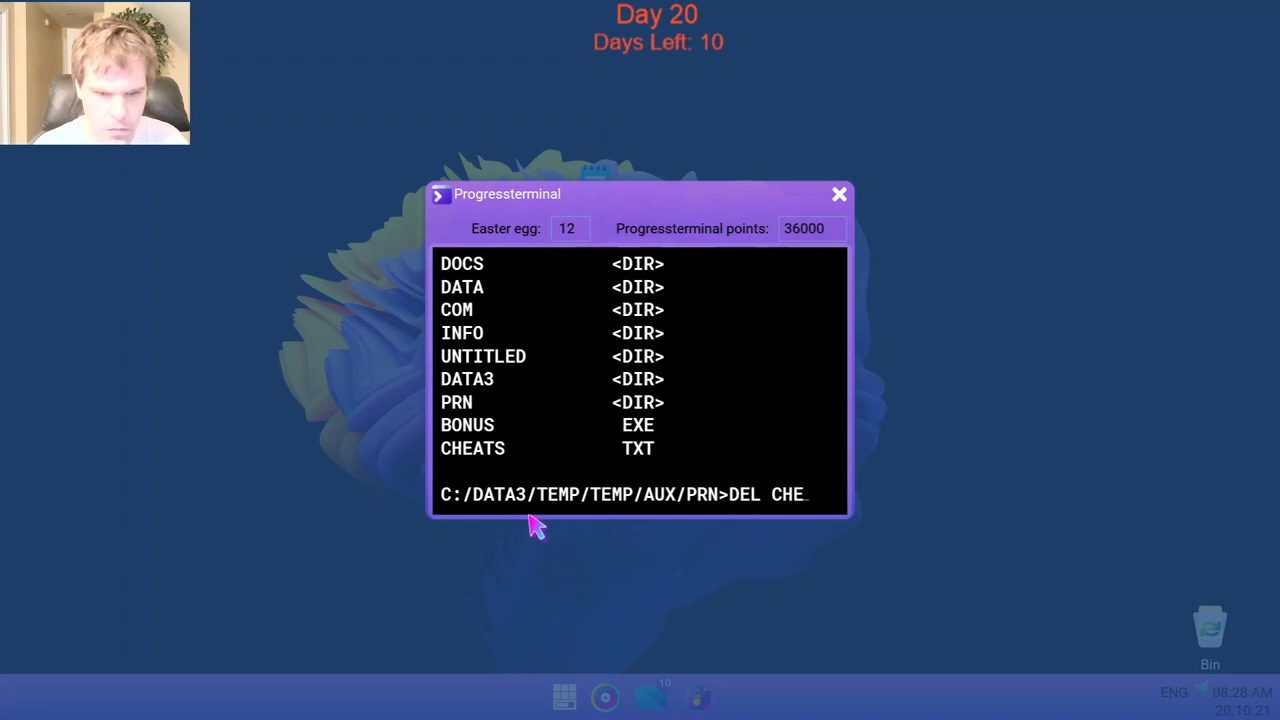 Day 20
Days Left: 10
Progressterminal
Easter egg: 12 Progressterminal points: 36000
DOCS <DIR>
DATA <DIR>
COM <DIR>
INFO <DIR>
UNTITLED <DIR>
DATA3 <DIR>
PRN <DIR>
BONUS EXE
CHEATS TXT
C:/DATA3/TEMP/TEMP/AUX/PRN>DEL CHE_
Bin
10
ENG 08:28 AM
20.10.21